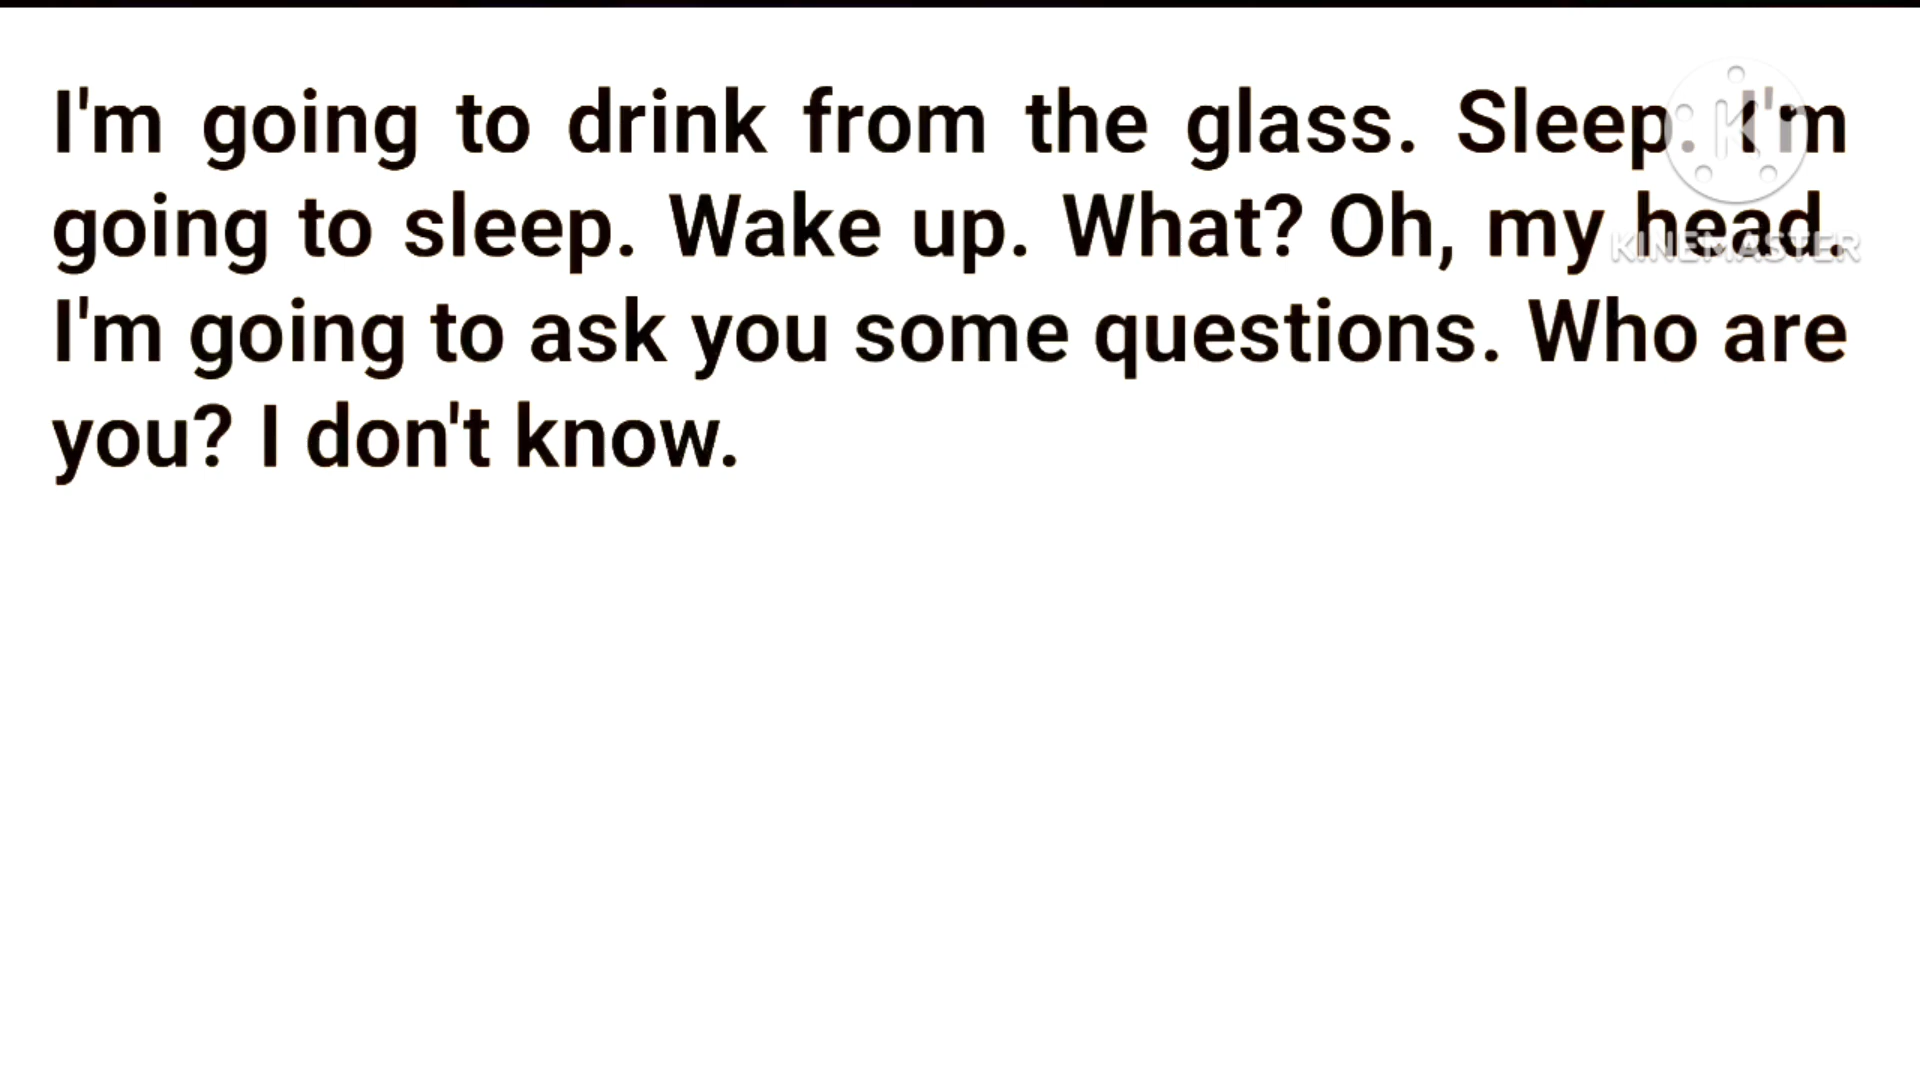 I'm going to drink from the glass. Sleep. I'm
going to sleep. Wake up. What? Oh, my head.
KINEMASTER
I'm going to ask you some questions. Who are
you? I don't know.